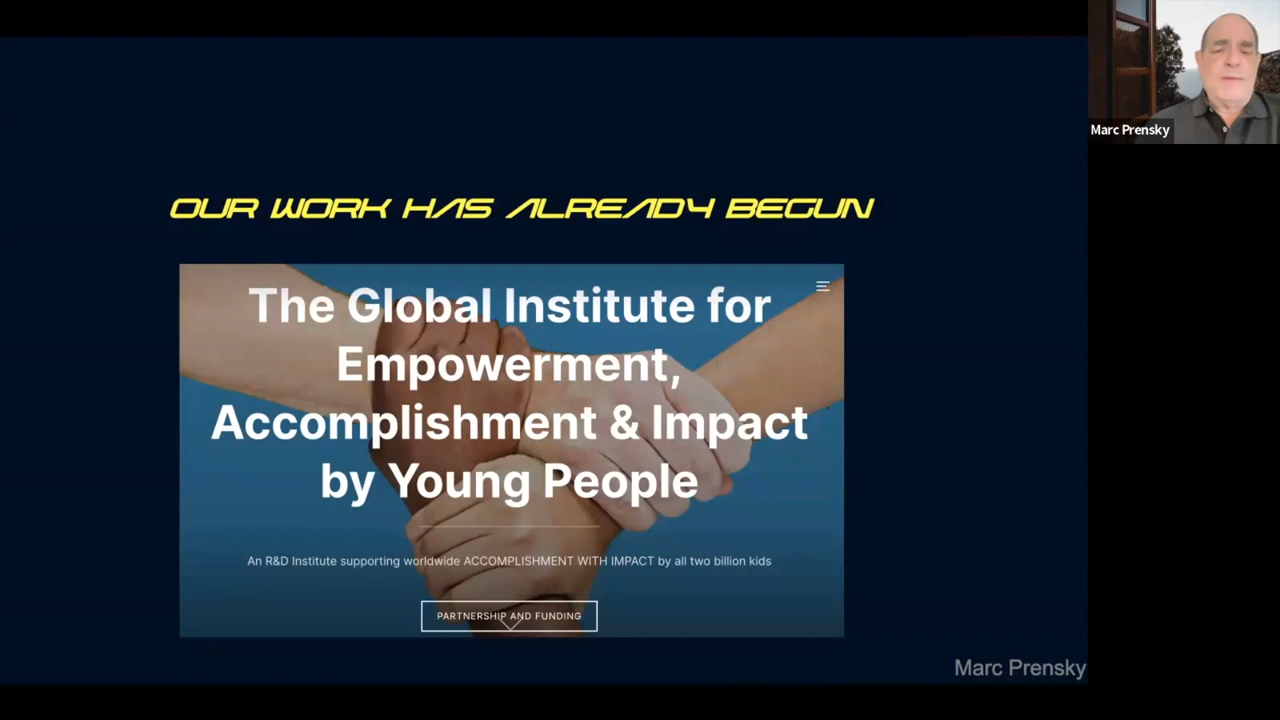 Marc Prensky
OUR WORK HAS ALREADY BEGUN
The Global Institute for
Empowerment,
Accomplishment & Impact
by Young People
An R&D Institute supporting worldwide ACCOMPLISHMENT WITH IMPACT by all two billion kids
PARTNERSHIP AND FUNDING
Marc Prensky